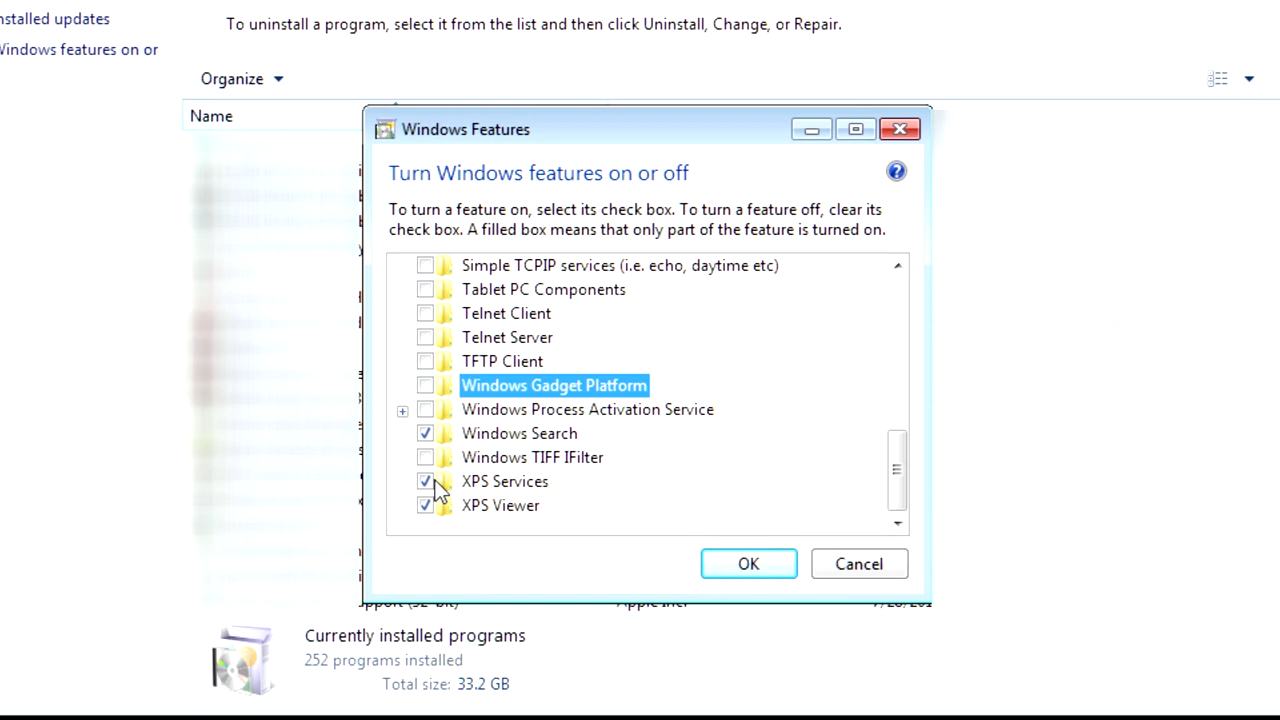 nstalled updates
To uninstall a program, select it from the list and then click Uninstall, Change, or Repair.
Windows features on or
Organize
Name
Windows Features
Turn Windows features on or off
To turn a feature on, select its check box. To turn a feature off, clear its
check box. A filled box means that only part of the feature is turned on.
Simple TCPIP services (i.e. echo, daytime etc)
Tablet PC Components
Telnet Client
Telnet Server
TFTP Client
Windows Gadget Platform
Windows Process Activation Service
Windows Search
Windows TIFF IFilter
XPS Services
XPS Viewer
OK Cancel
Currently installed programs
252 programs installed
Total size: 33.2 GB